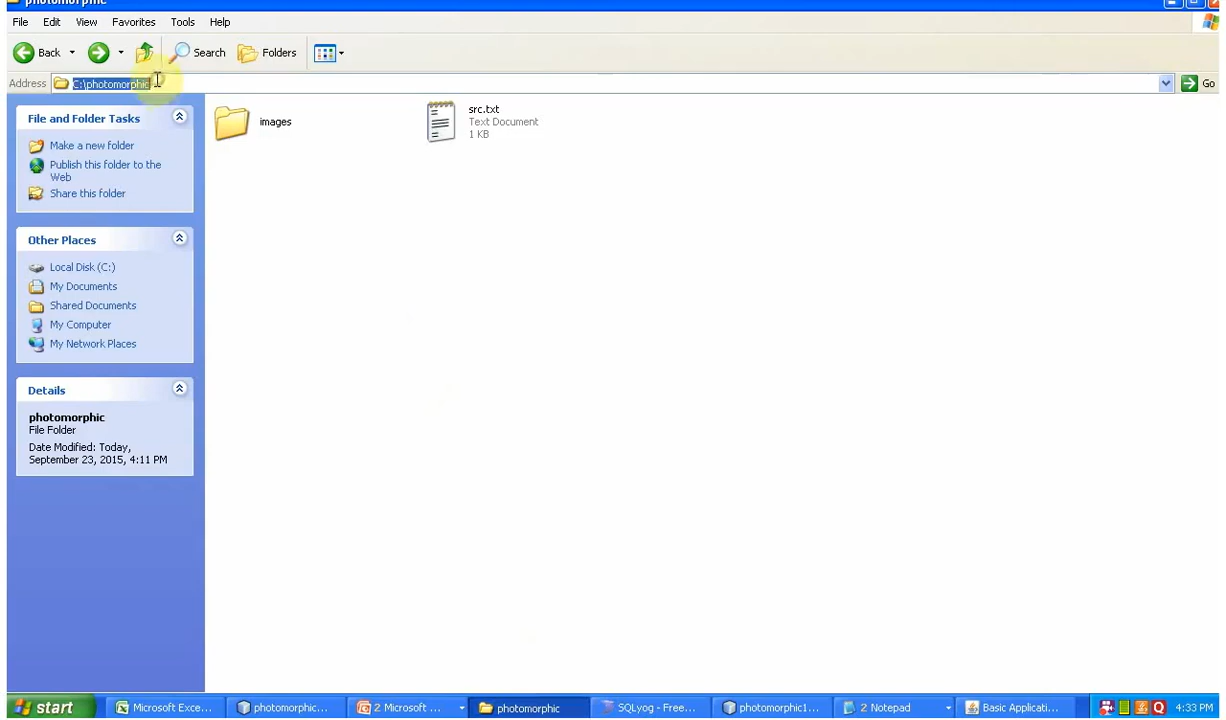 photomorphic
File Edit View Favorites Tools Help
Back Search Folders
Address C:\photomorphic Go
File and Folder Tasks
Make a new folder
Publish this folder to the
Web
Share this folder
Other Places
Local Disk (C:)
My Documents
Shared Documents
My Computer
My Network Places
Details
photomorphic
File Folder
Date Modified: Today,
September 23, 2015, 4:11 PM
images
src.txt
Text Document
1 KB
start Microsoft Exce... photomorphic... 2 Microsoft ... photomorphic SQLyog - Free... photomorphic1... 2 Notepad Basic Applicati... 4:33 PM